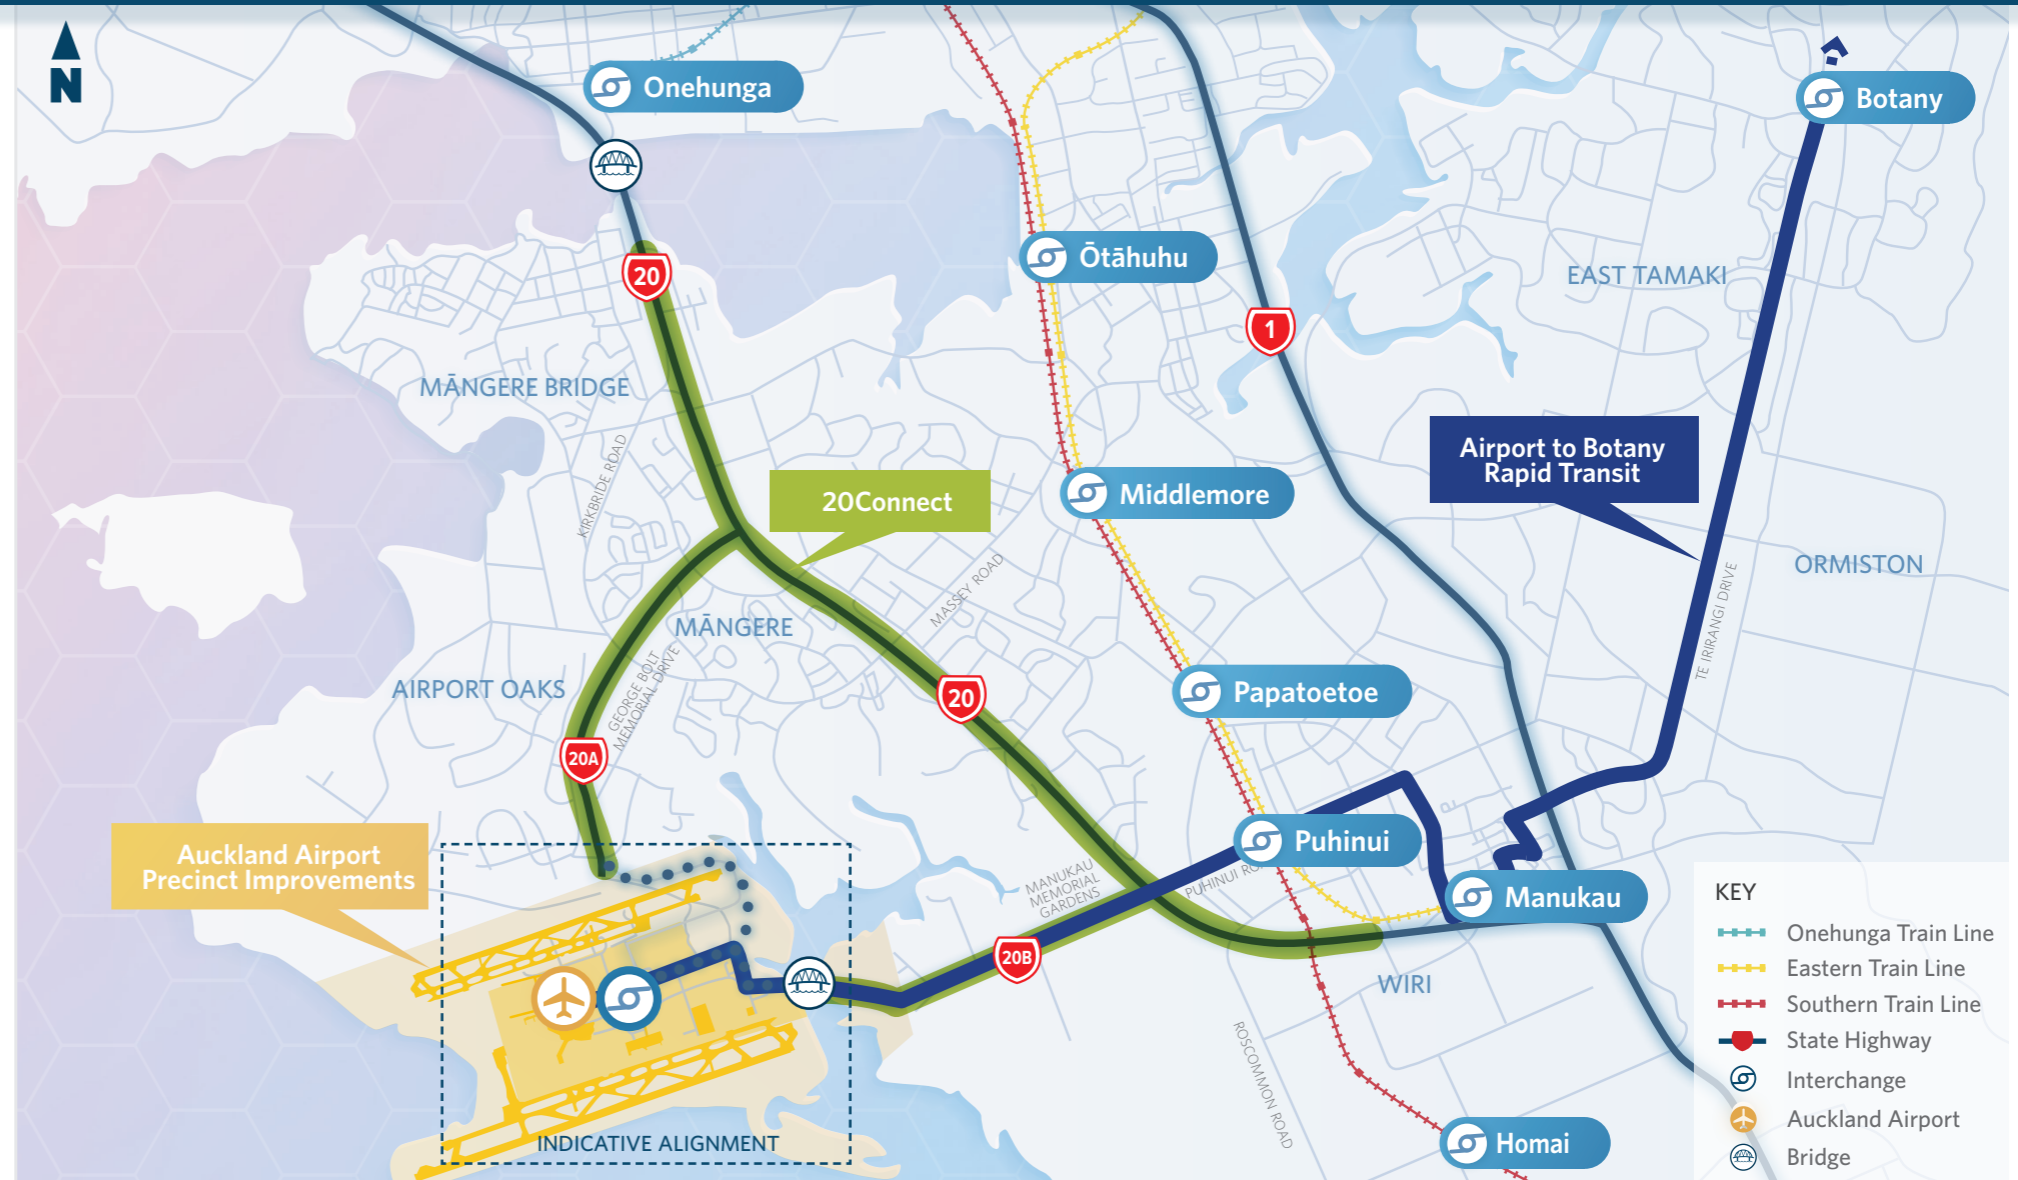 N
Onehunga
Botany
20
Ōtāhuhu
1
EAST TAMAKI
MĀNGERE BRIDGE
KIRKBRIDE ROAD
20Connect
Middlemore
Airport to Botany
Rapid Transit
ORMISTON
MASSEY ROAD
TE IRIRANGI DRIVE
MĀNGERE
AIRPORT OAKS
GEORGE BOLT
MEMORIAL DRIVE
20
Papatoetoe
20A
Auckland Airport
Precinct Improvements
Puhinui
MANUKAU
MEMORIAL
GARDENS
PUHINUI RO
Manukau
20B
WIRI
ROSCOMMON ROAD
INDICATIVE ALIGNMENT
Homai
KEY
Onehunga Train Line
Eastern Train Line
Southern Train Line
State Highway
Interchange
Auckland Airport
Bridge